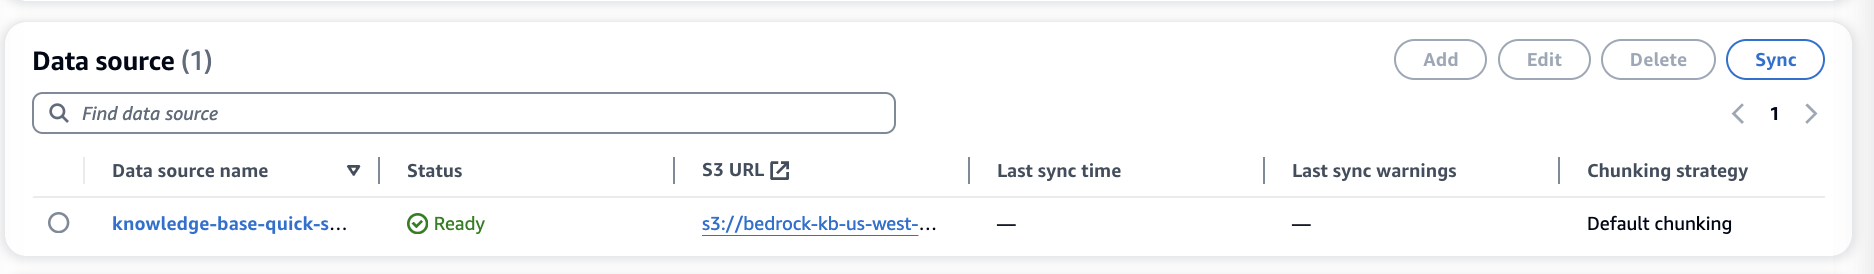 Data source (1)
Add
Edit
Delete
Sync
Find data source
1
Data source name
Status
S3 URL
Last sync time
Last sync warnings
Chunking strategy
knowledge-base-quick-s...
Ready
s3://bedrock-kb-us-west-...
—
—
Default chunking